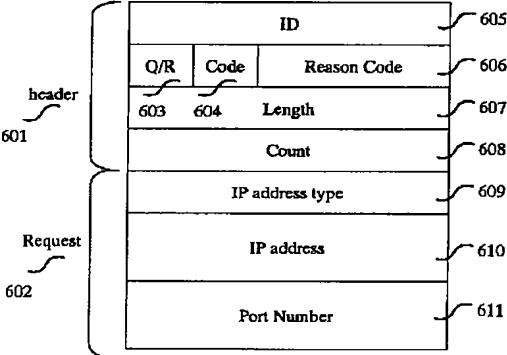 ID
605
Q/R
Code
Reason Code
606
header
601
603
604
Length
607
Count
608
IP address type
609
Request
602
IP address
610
Port Number
611